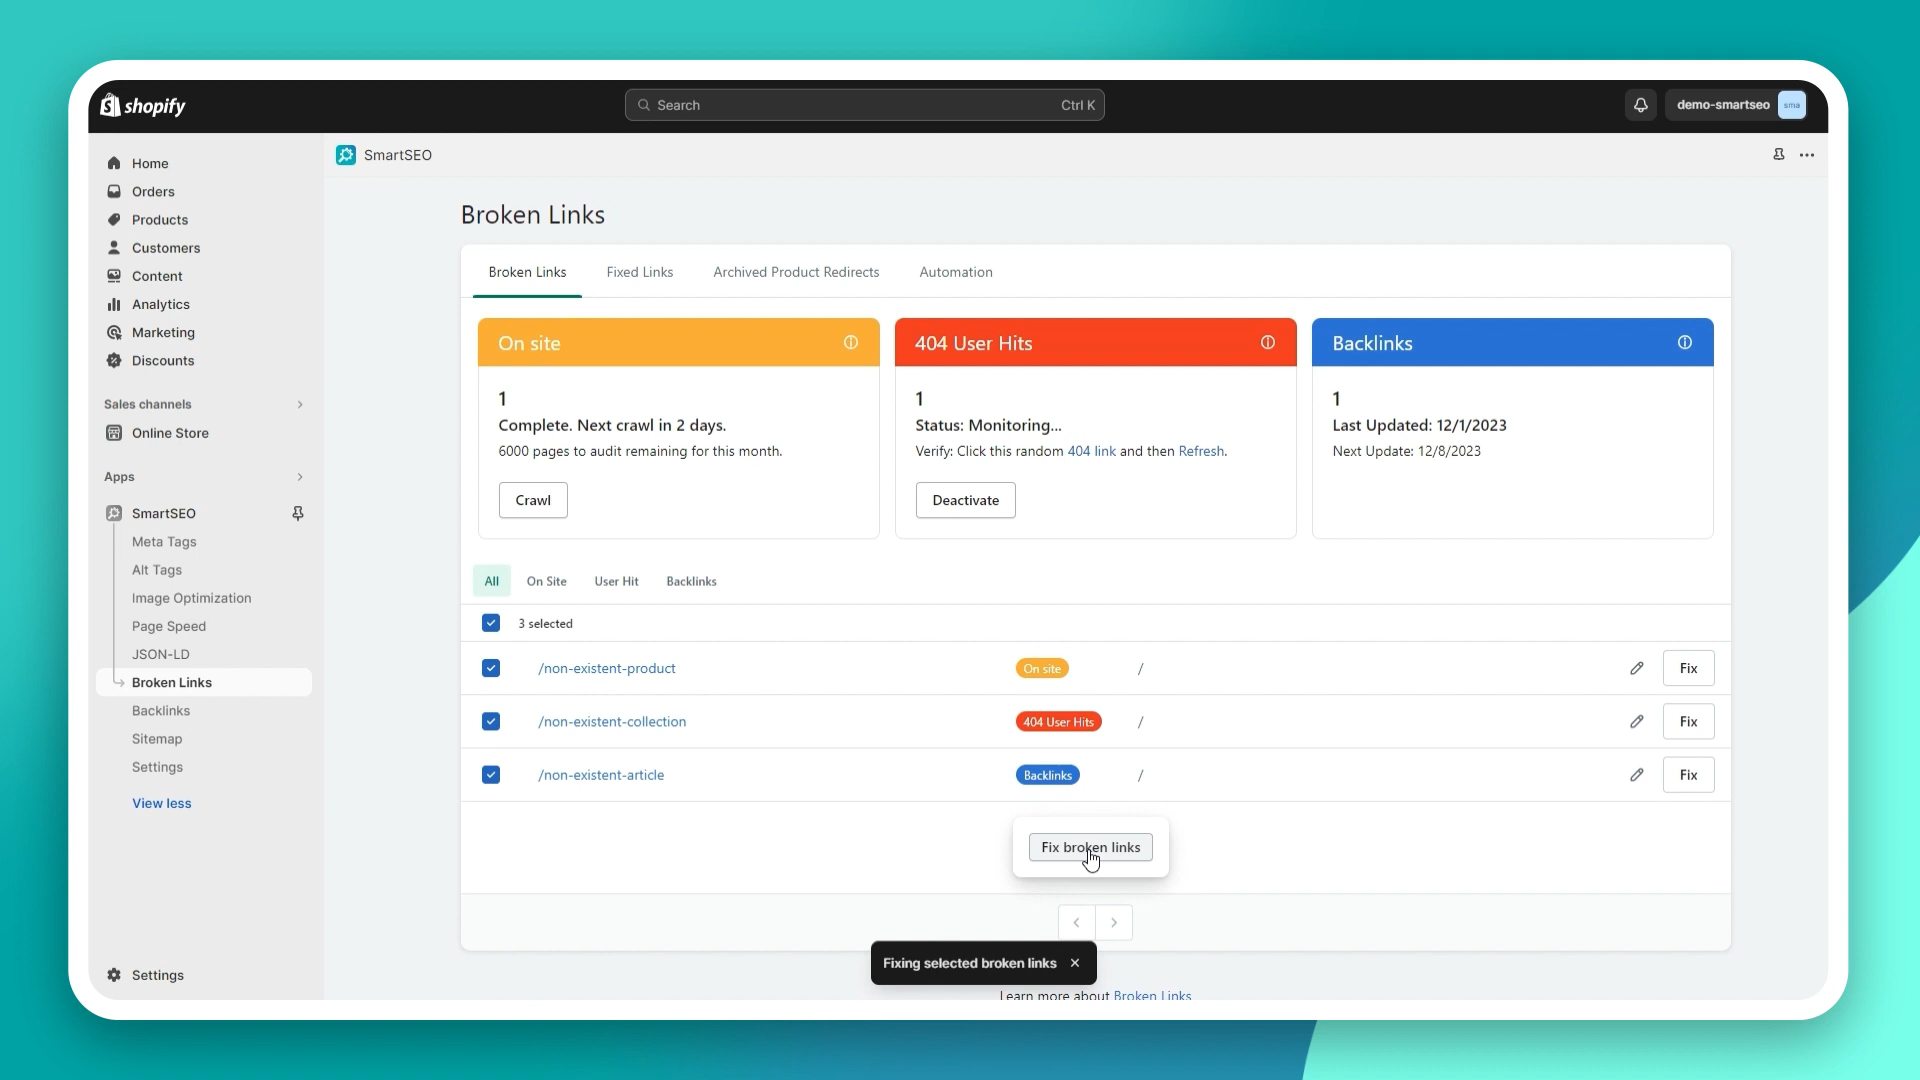 shopify
Search
Ctrl K
demo-smartseo
sma
Home
Orders
Products
Customers
Content
Analytics
Marketing
Discounts
Sales channels
Online Store
Apps
SmartSEO
Meta Tags
Alt Tags
Image Optimization
Page Speed
JSON-LD
Broken Links
Backlinks
Sitemap
Settings
View less
Settings
SmartSEO
Broken Links
Broken Links
Fixed Links
Archived Product Redirects
Automation
On site
1
Complete. Next crawl in 2 days.
6000 pages to audit remaining for this month.
Crawl
404 User Hits
1
Status: Monitoring...
Verify: Click this random 404 link and then Refresh.
Deactivate
Backlinks
1
Last Updated: 12/1/2023
Next Update: 12/8/2023
All
On Site
User Hit
Backlinks
3 selected
/non-existent-product
On site
/
Fix
/non-existent-collection
404 User Hits
/
Fix
/non-existent-article
Backlinks
/
Fix
Fix broken links
Fixing selected broken links
Learn more about Broken Links